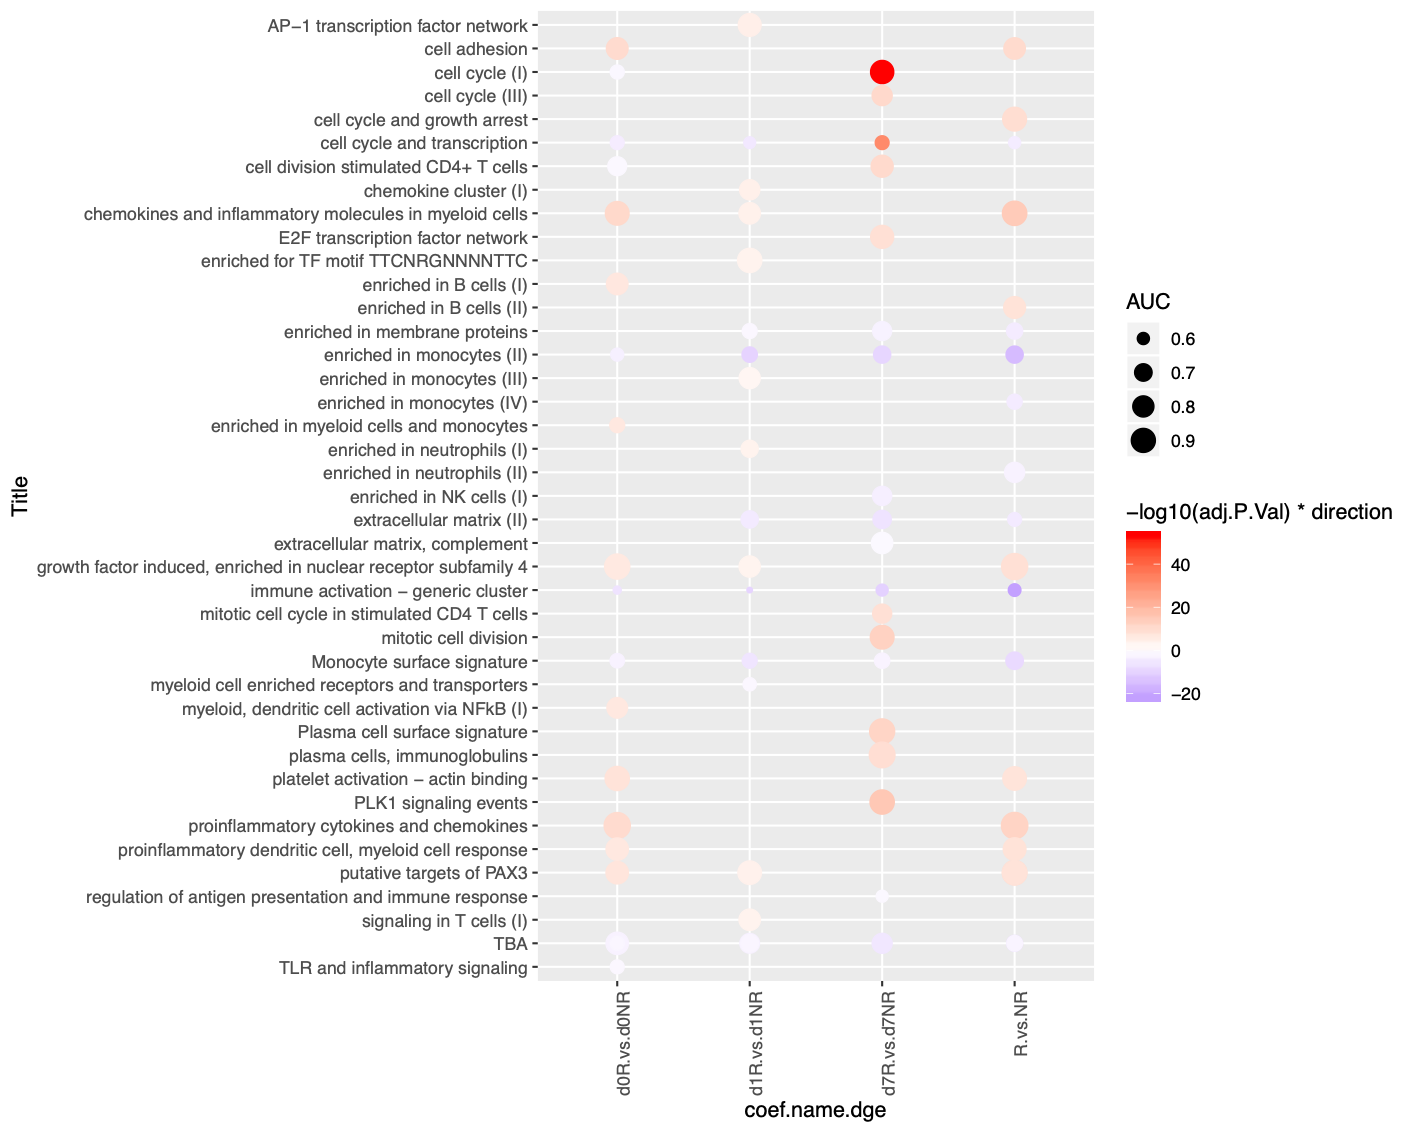 AP−1 transcription factor network
cell adhesion
cell cycle (I)
cell cycle (III)
cell cycle and growth arrest
cell cycle and transcription
cell division stimulated CD4+ T cells
chemokine cluster (I)
chemokines and inflammatory molecules in myeloid cells
E2F transcription factor network
enriched for TF motif TTCNRGNNNNTTC
enriched in B cells (I)
enriched in B cells (II)
enriched in membrane proteins
enriched in monocytes (II)
enriched in monocytes (III)
enriched in monocytes (IV)
enriched in myeloid cells and monocytes
enriched in neutrophils (I)
enriched in neutrophils (II)
enriched in NK cells (I)
extracellular matrix (II)
extracellular matrix, complement
growth factor induced, enriched in nuclear receptor subfamily 4
immune activation − generic cluster
mitotic cell cycle in stimulated CD4 T cells
mitotic cell division
Monocyte surface signature
myeloid cell enriched receptors and transporters
myeloid, dendritic cell activation via NFkB (I)
Plasma cell surface signature
plasma cells, immunoglobulins
platelet activation − actin binding
PLK1 signaling events
proinflammatory cytokines and chemokines
proinflammatory dendritic cell, myeloid cell response
putative targets of PAX3
regulation of antigen presentation and immune response
signaling in T cells (I)
TBA
TLR and inflammatory signaling
Title
d0R.vs.d0NR
d1R.vs.d1NR
d7R.vs.d7NR
R.vs.NR
coef.name.dge
AUC
0.6
0.7
0.8
0.9
−log10(adj.P.Val) * direction
40
20
0
−20